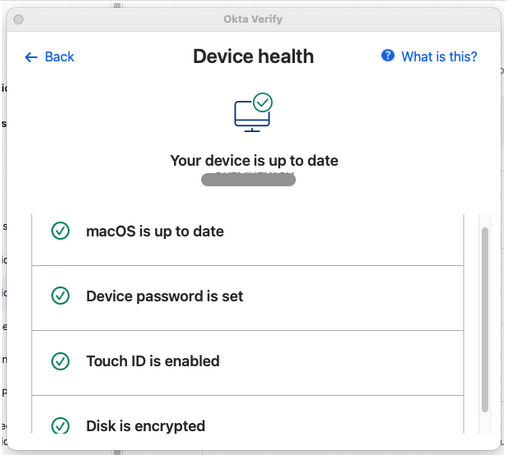 Okta Verify
← Back
Device health
? What is this?
Your device is up to date
macOS is up to date
Device password is set
Touch ID is enabled
Disk is encrypted